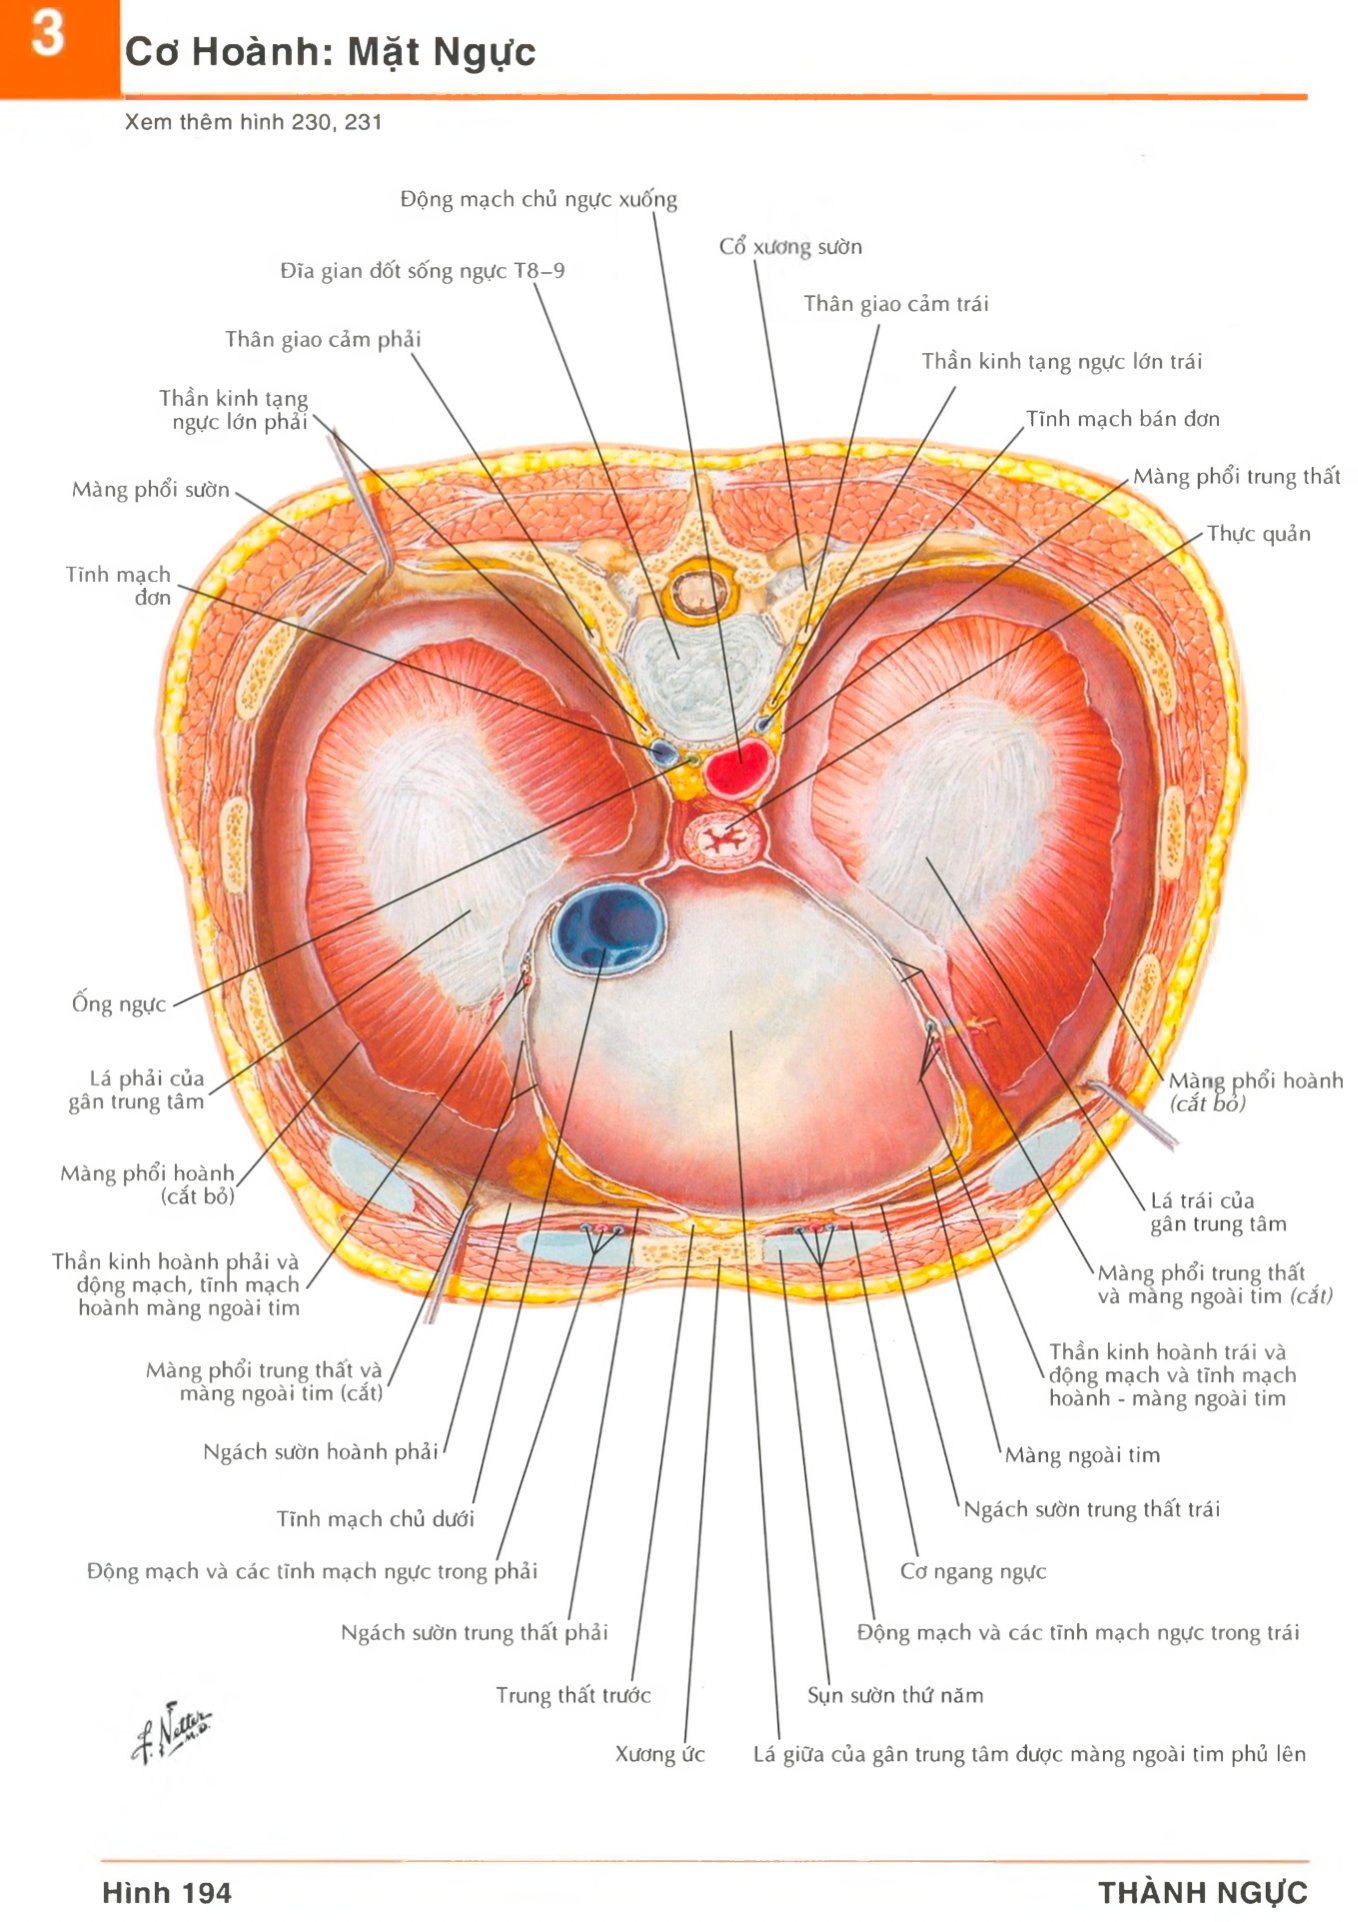 3
Cơ Hoành: Mặt Ngực
Xem thêm hình 230, 231
Động mạch chủ ngực xuống
Cổ xương sườn
Đĩa gian đốt sống ngực T8–9
Thân giao cảm trái
Thân giao cảm phải
Thần kinh tạng ngực lớn trái
Thần kinh tạng
ngực lớn phải
Tĩnh mạch bán đơn
Màng phổi trung thất
Màng phổi sườn
Thực quản
Tĩnh mạch
đơn
Ống ngực
Lá phải của
gân trung tâm
Màng phổi hoành
(cắt bỏ)
Màng phổi hoành
(cắt bỏ)
Lá trái của
gân trung tâm
Thần kinh hoành phải và
động mạch, tĩnh mạch
hoành màng ngoài tim
Màng phổi trung thất
và màng ngoài tim (cắt)
Màng phổi trung thất và
màng ngoài tim (cắt)
Thần kinh hoành trái và
động mạch và tĩnh mạch
hoành - màng ngoài tim
Ngách sườn hoành phải
Màng ngoài tim
Tĩnh mạch chủ dưới
Ngách sườn trung thất trái
Động mạch và các tĩnh mạch ngực trong phải
Cơ ngang ngực
Ngách sườn trung thất phải
Động mạch và các tĩnh mạch ngực trong trái
Trung thất trước
Sụn sườn thứ năm
Xương ức
Lá giữa của gân trung tâm được màng ngoài tim phủ lên
F. Netter
M.D.
Hình 194
THÀNH NGỰC